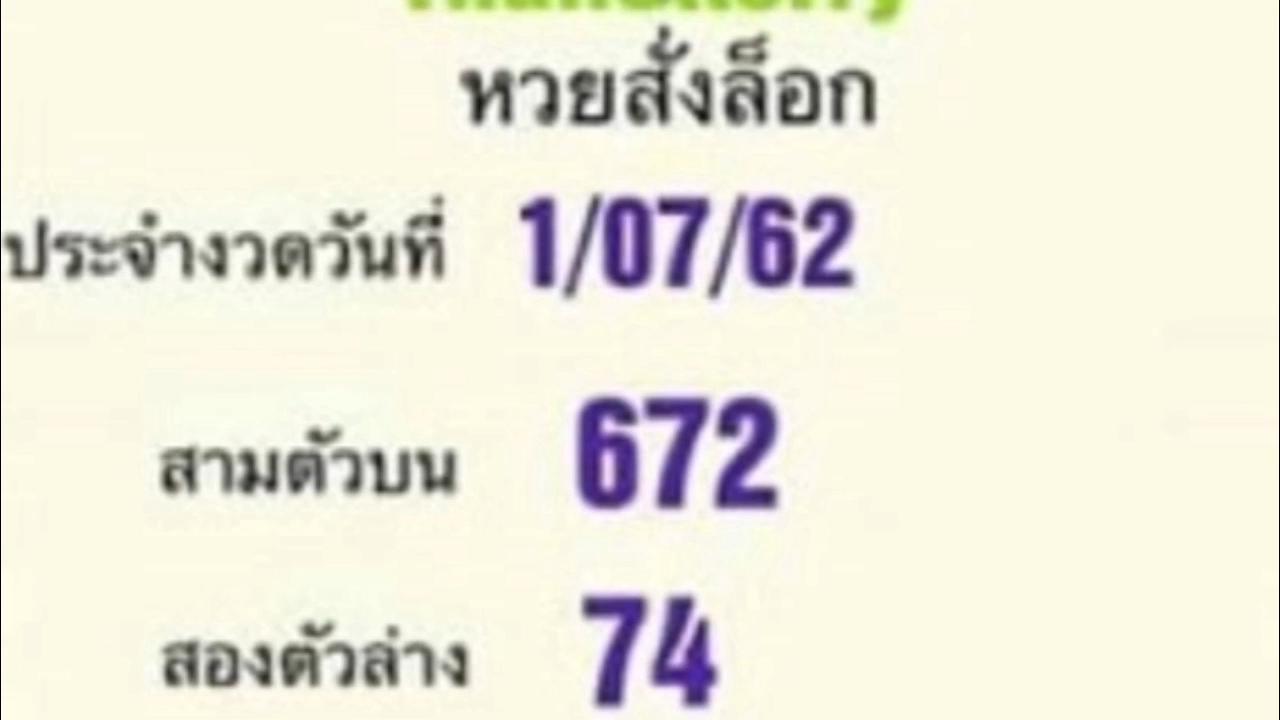 หวยสั่งล็อก
ประจำงวดวันที่ 1/07/62
สามตัวบน 672
สองตัวล่าง 74